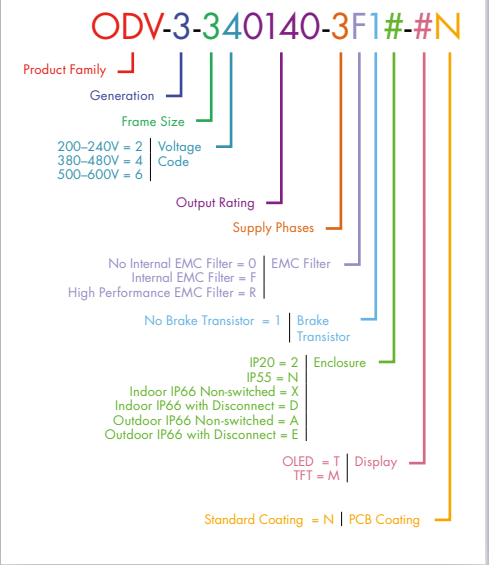 ODV-3-340140-3F1#-#N
Product Family
Generation
Frame Size
200–240V = 2 Voltage
380–480V = 4 Code
500–600V = 6
Output Rating
Supply Phases
No Internal EMC Filter = 0 EMC Filter
Internal EMC Filter = F
High Performance EMC Filter = R
No Brake Transistor = 1 Brake
Transistor
IP20 = 2 Enclosure
IP55 = N
Indoor IP66 Non-switched = X
Indoor IP66 with Disconnect = D
Outdoor IP66 Non-switched = A
Outdoor IP66 with Disconnect = E
OLED = T Display
TFT = M
Standard Coating = N PCB Coating